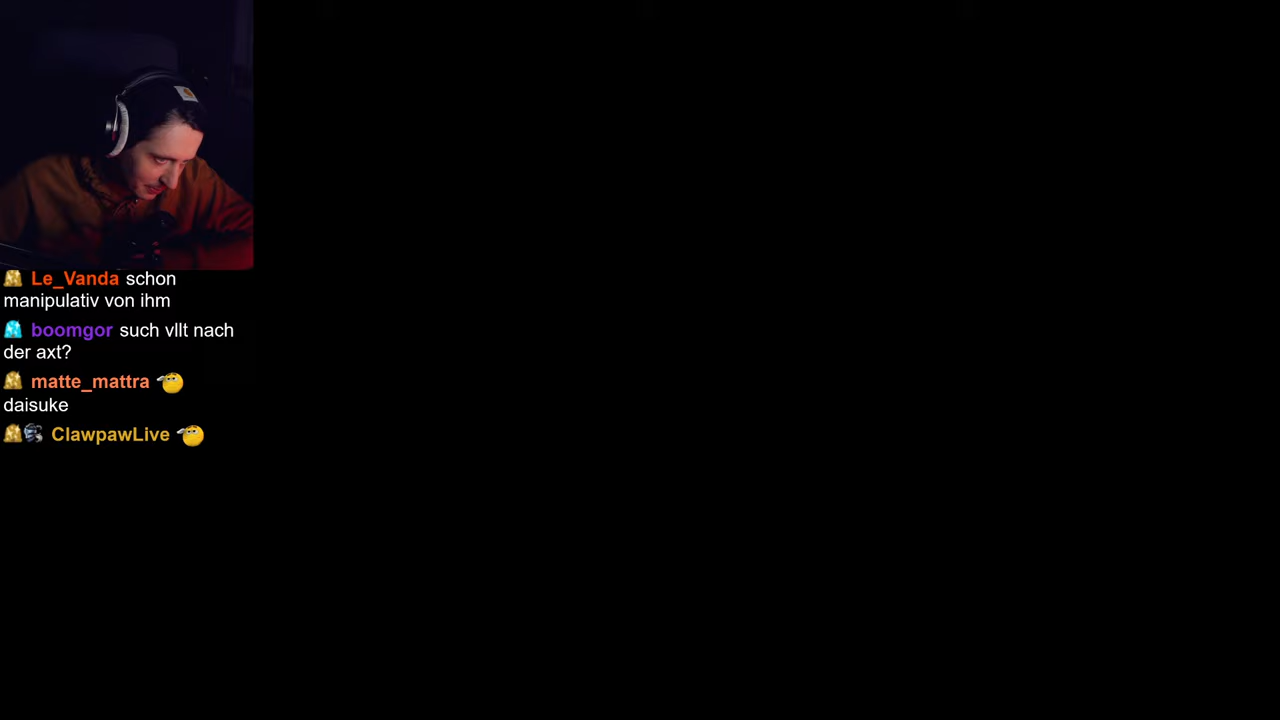 Le_Vanda schon
manipulativ von ihm
boomgor such vllt nach
der axt?
matte_mattra
daisuke
ClawpawLive